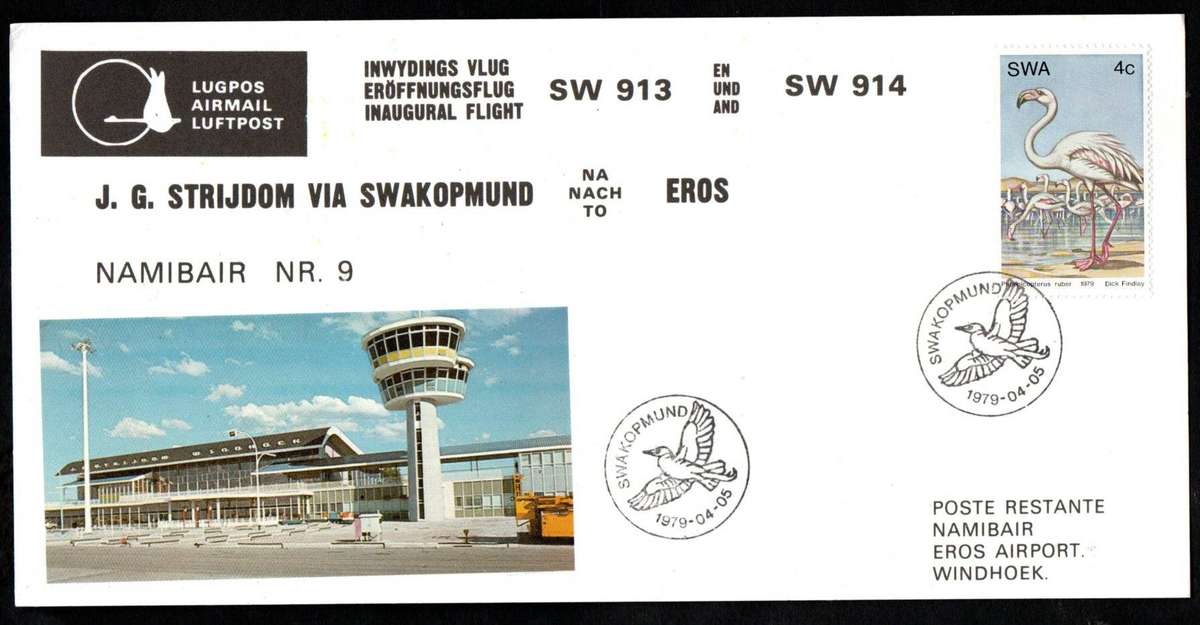 LUGPOS
AIRMAIL
LUFTPOST
INWYDINGS VLUG
ERÖFFNUNGSFLUG
INAUGURAL FLIGHT
SW 913
EN
UND
AND
SW 914
SWA 4c
Phoenicopterus ruber 1979 Dick Findlay
J. G. STRIJDOM VIA SWAKOPMUND
NA
NACH
TO
EROS
NAMIBAIR NR. 9
SWAKOPMUND
1979-04-05
SWAKOPMUND
1979-04-05
POSTE RESTANTE
NAMIBAIR
EROS AIRPORT.
WINDHOEK.